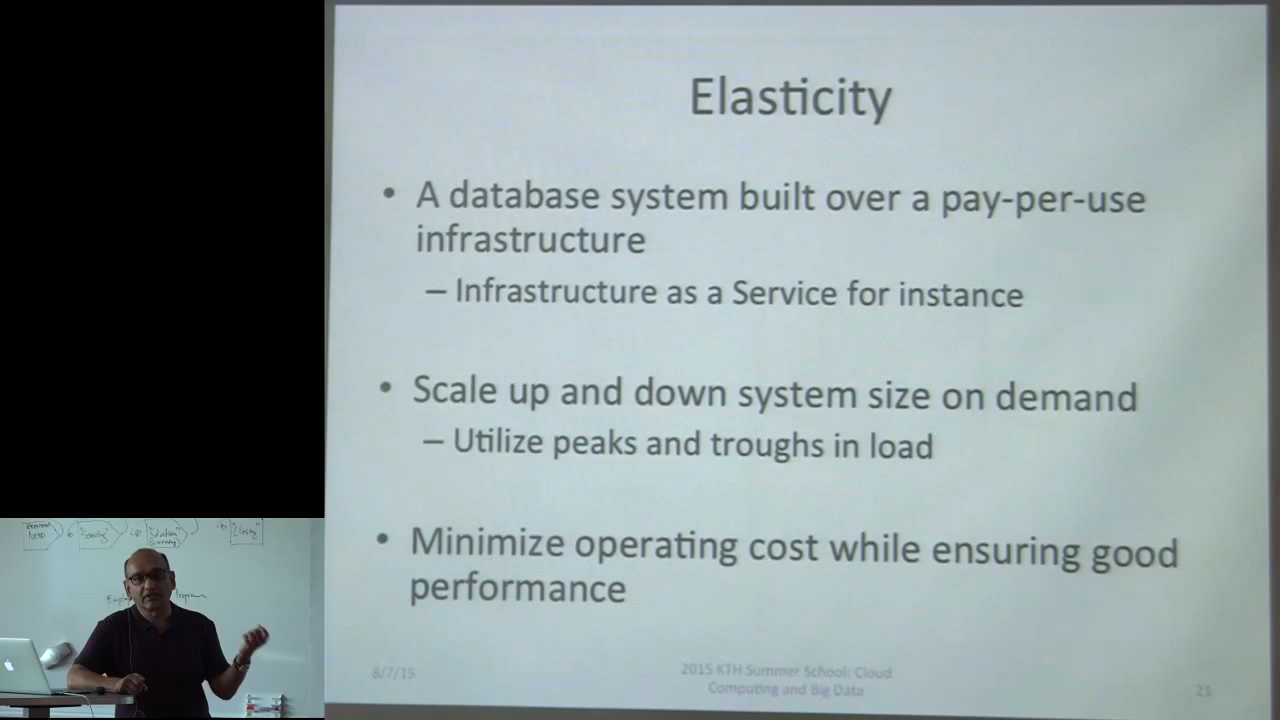 Elasticity
• A database system built over a pay-per-use
infrastructure
– Infrastructure as a Service for instance
• Scale up and down system size on demand
– Utilize peaks and troughs in load
• Minimize operating cost while ensuring good
performance
8/7/15
2015 KTH Summer School: Cloud
Computing and Big Data
21
"Closing"